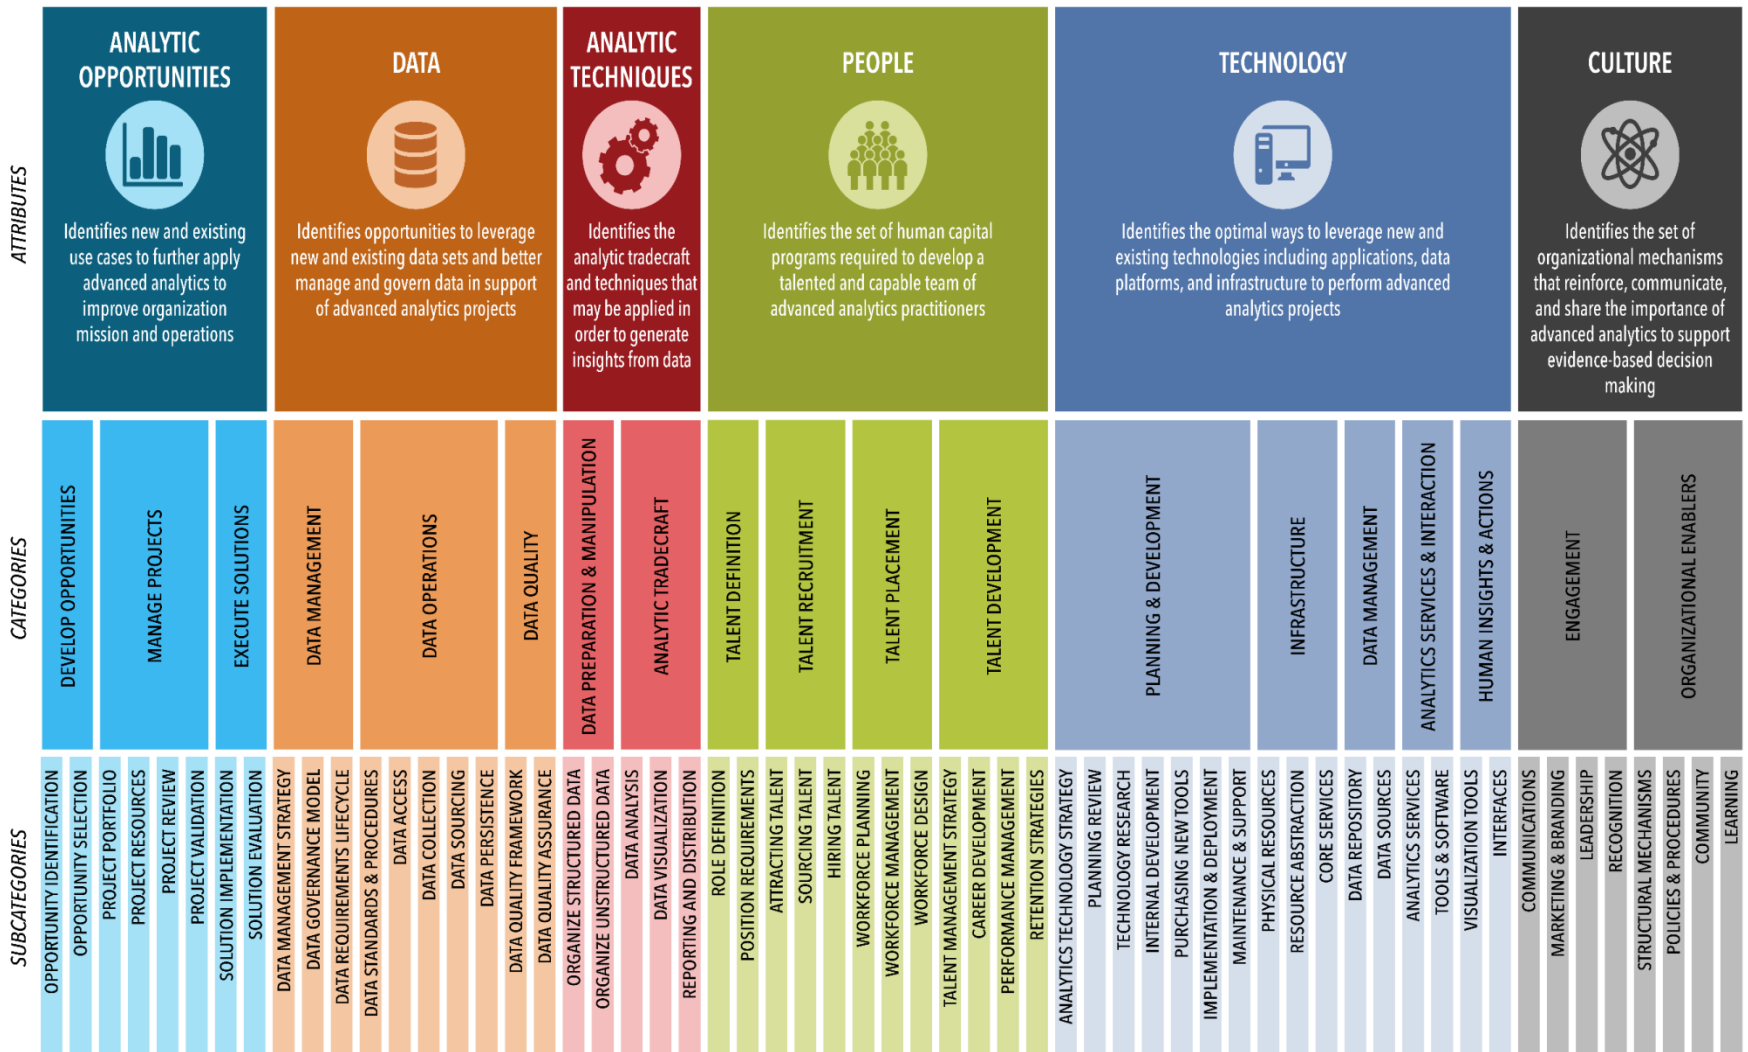 ATTRIBUTES
ANALYTIC
OPPORTUNITIES
Identifies new and existing
use cases to further apply
advanced analytics to
improve organization
mission and operations
DATA
Identifies opportunities to leverage
new and existing data sets and better
manage and govern data in support
of advanced analytics projects
ANALYTIC
TECHNIQUES
Identifies the
analytic tradecraft
and techniques that
may be applied in
order to generate
insights from data
PEOPLE
Identifies the set of human capital
programs required to develop a
talented and capable team of
advanced analytics practitioners
TECHNOLOGY
Identifies the optimal ways to leverage new and
existing technologies including applications, data
platforms, and infrastructure to perform advanced
analytics projects
CULTURE
Identifies the set of
organizational mechanisms
that reinforce, communicate,
and share the importance of
advanced analytics to support
evidence-based decision
making
CATEGORIES
DEVELOP OPPORTUNITIES
MANAGE PROJECTS
EXECUTE SOLUTIONS
DATA MANAGEMENT
DATA OPERATIONS
DATA QUALITY
DATA PREPARATION & MANIPULATION
ANALYTIC TRADECRAFT
TALENT DEFINITION
TALENT RECRUITMENT
TALENT PLACEMENT
TALENT DEVELOPMENT
PLANNING & DEVELOPMENT
INFRASTRUCTURE
DATA MANAGEMENT
ANALYTICS SERVICES & INTERACTION
HUMAN INSIGHTS & ACTIONS
ENGAGEMENT
ORGANIZATIONAL ENABLERS
SUBCATEGORIES
OPPORTUNITY IDENTIFICATION
OPPORTUNITY SELECTION
PROJECT PORTFOLIO
PROJECT RESOURCES
PROJECT REVIEW
PROJECT VALIDATION
SOLUTION IMPLEMENTATION
SOLUTION EVALUATION
DATA MANAGEMENT STRATEGY
DATA GOVERNANCE MODEL
DATA REQUIREMENTS LIFECYCLE
DATA STANDARDS & PROCEDURES
DATA ACCESS
DATA COLLECTION
DATA SOURCING
DATA PERSISTENCE
DATA QUALITY FRAMEWORK
DATA QUALITY ASSURANCE
ORGANIZE STRUCTURED DATA
ORGANIZE UNSTRUCTURED DATA
DATA ANALYSIS
DATA VISUALIZATION
REPORTING AND DISTRIBUTION
ROLE DEFINITION
POSITION REQUIREMENTS
ATTRACTING TALENT
SOURCING TALENT
HIRING TALENT
WORKFORCE PLANNING
WORKFORCE MANAGEMENT
WORKFORCE DESIGN
TALENT MANAGEMENT STRATEGY
CAREER DEVELOPMENT
PERFORMANCE MANAGEMENT
RETENTION STRATEGIES
ANALYTICS TECHNOLOGY STRATEGY
PLANNING REVIEW
TECHNOLOGY RESEARCH
INTERNAL DEVELOPMENT
PURCHASING NEW TOOLS
IMPLEMENTATION & DEPLOYMENT
MAINTENANCE & SUPPORT
PHYSICAL RESOURCES
RESOURCE ABSTRACTION
CORE SERVICES
DATA REPOSITORY
DATA SOURCES
ANALYTICS SERVICES
TOOLS & SOFTWARE
VISUALIZATION TOOLS
INTERFACES
COMMUNICATIONS
MARKETING & BRANDING
LEADERSHIP
RECOGNITION
STRUCTURAL MECHANISMS
POLICIES & PROCEDURES
COMMUNITY
LEARNING